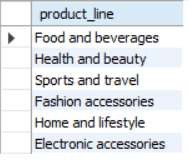 product_line
Food and beverages
Health and beauty
Sports and travel
Fashion accessories
Home and lifestyle
Electronic accessories